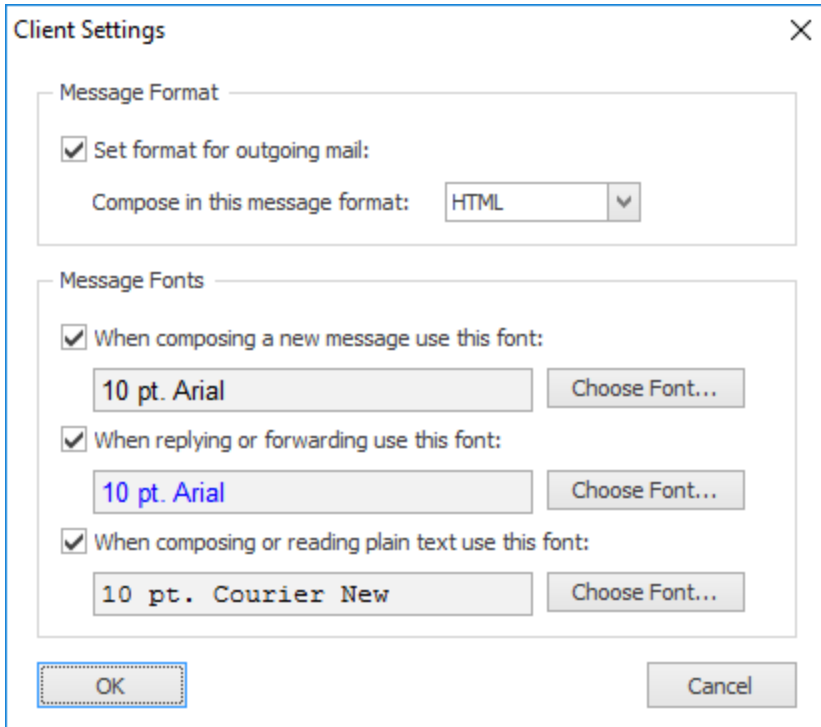 Client Settings
Message Format
Set format for outgoing mail:
Compose in this message format: HTML
Message Fonts
When composing a new message use this font:
10 pt. Arial Choose Font...
When replying or forwarding use this font:
10 pt. Arial Choose Font...
When composing or reading plain text use this font:
10 pt. Courier New Choose Font...
OK Cancel